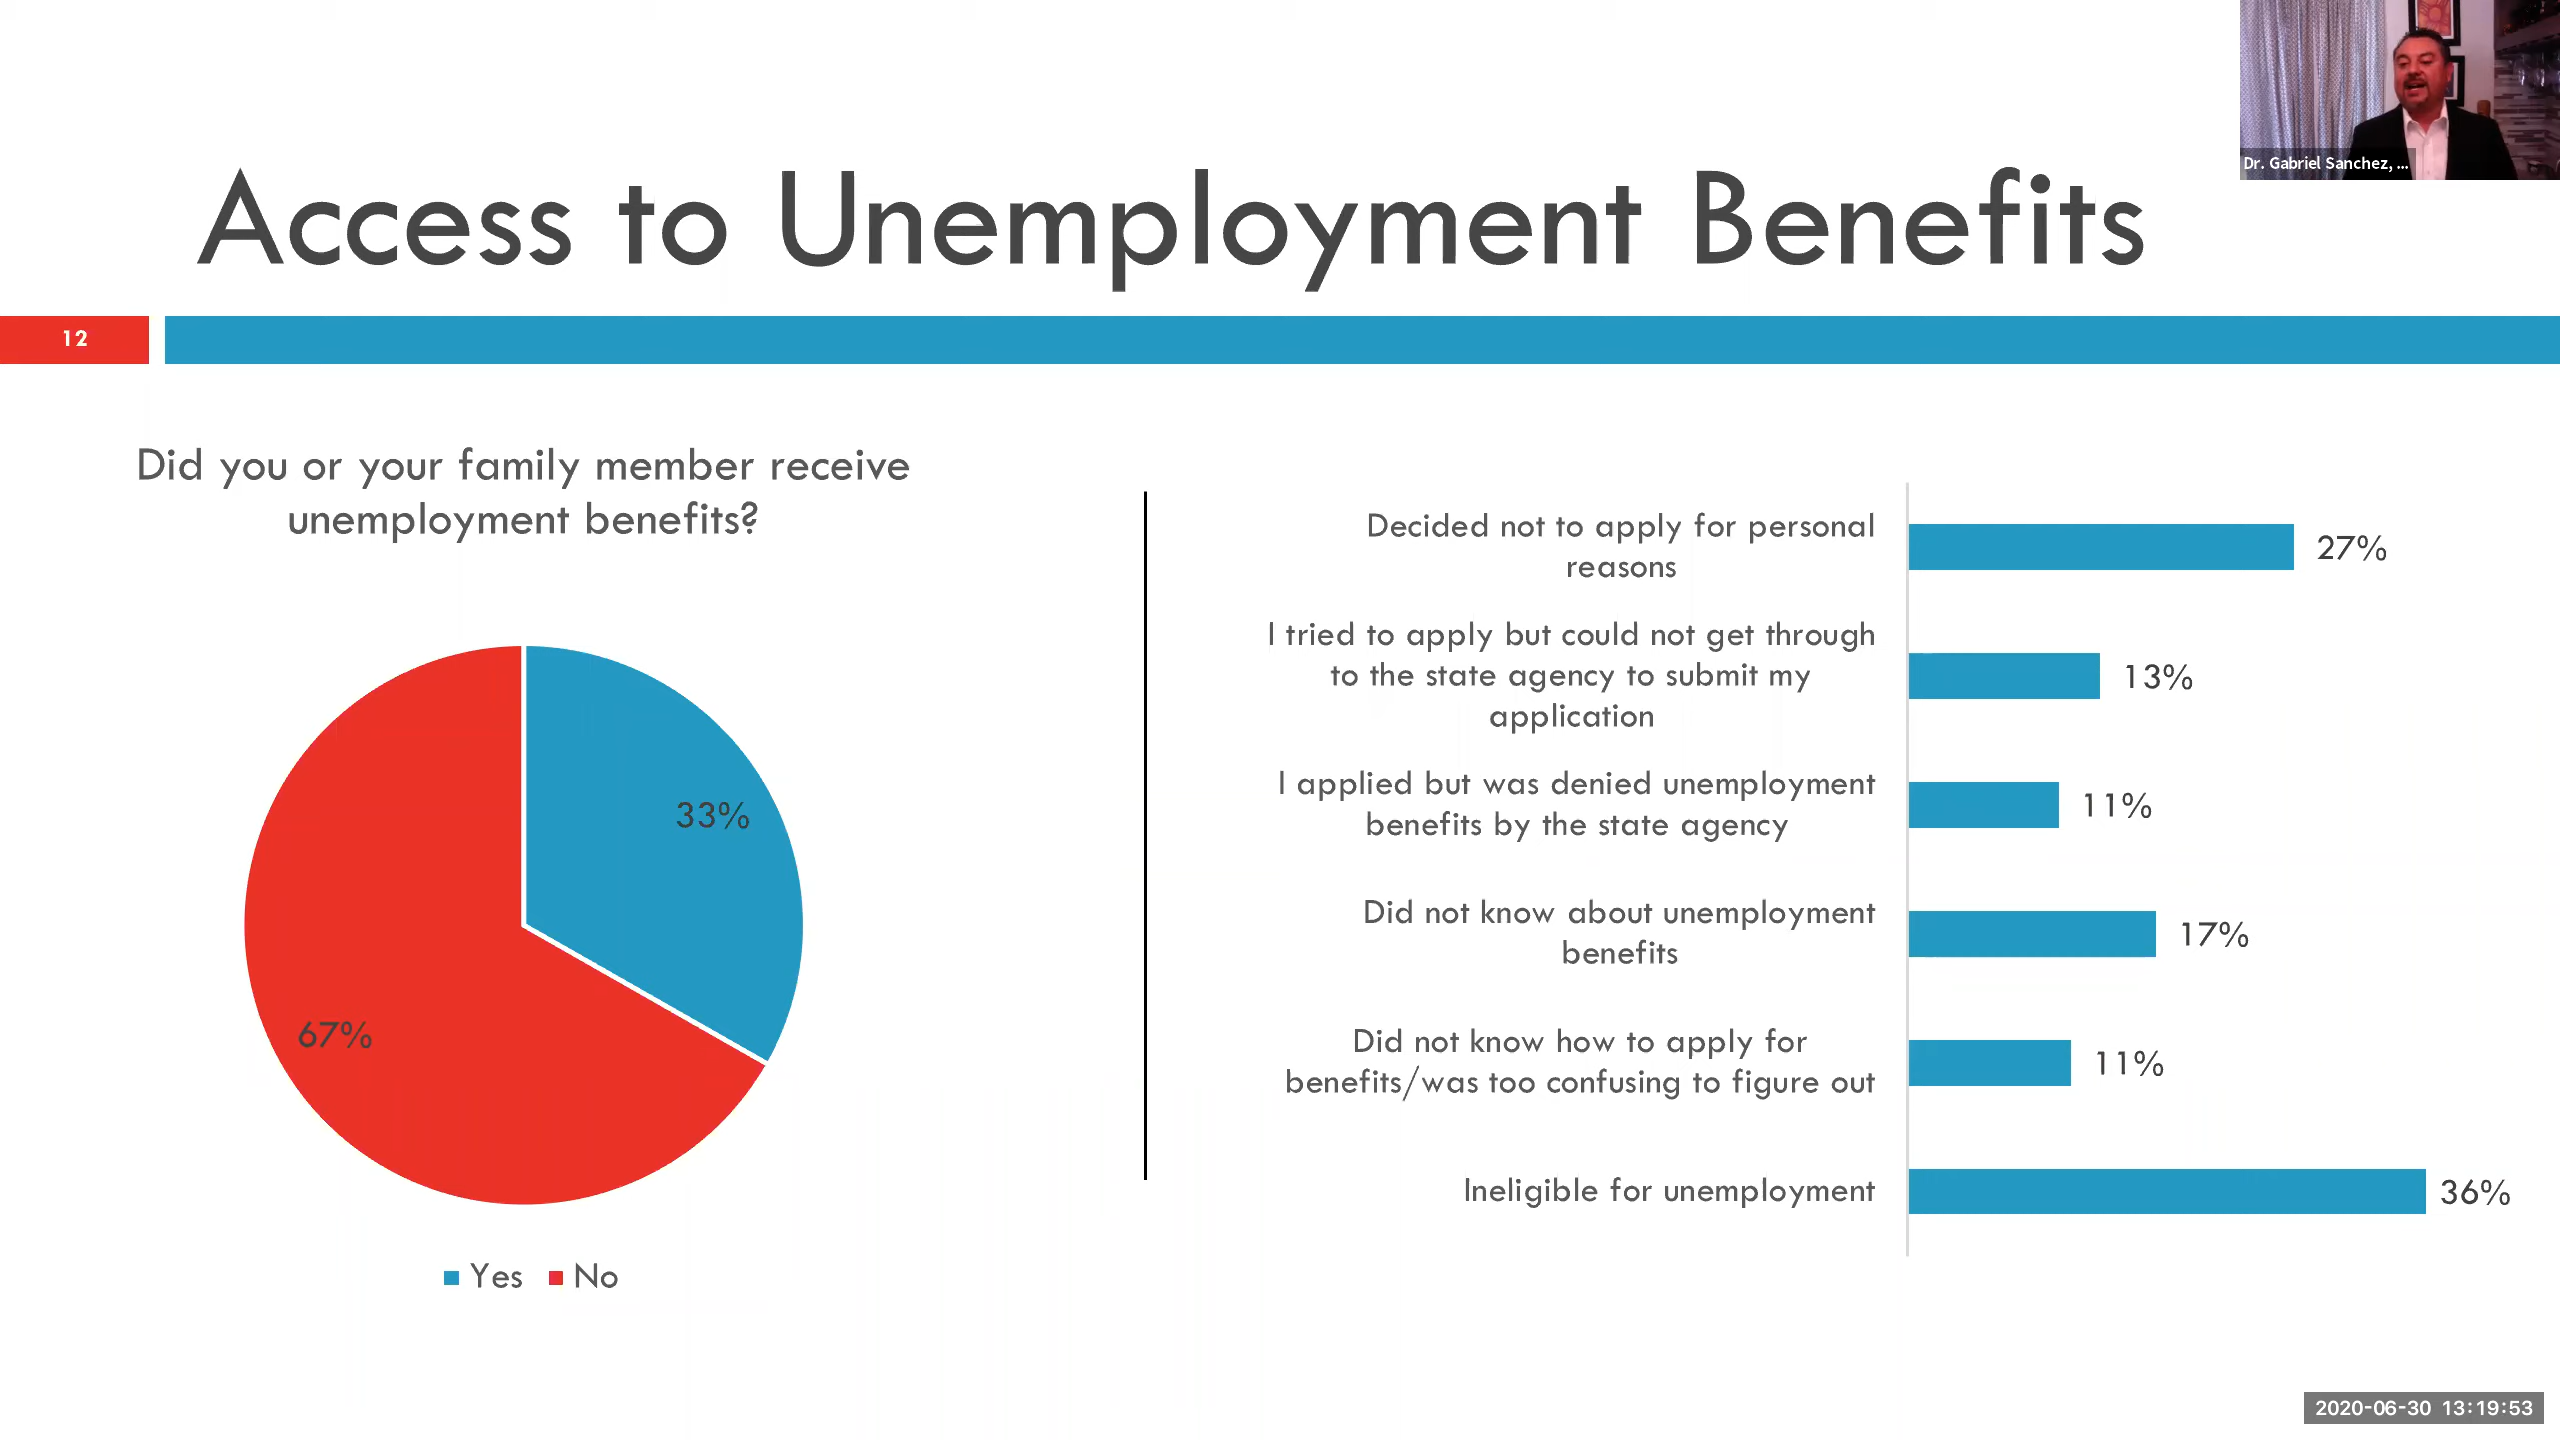 Dr. Gabriel Sanchez, ...
Access to Unemployment Benefits
12
Did you or your family member receive
unemployment benefits?
33%
67%
Yes No
Decided not to apply for personal
reasons
27%
I tried to apply but could not get through
to the state agency to submit my
application
13%
I applied but was denied unemployment
benefits by the state agency
11%
Did not know about unemployment
benefits
17%
Did not know how to apply for
benefits/was too confusing to figure out
11%
Ineligible for unemployment
36%
2020-06-30 13:19:53